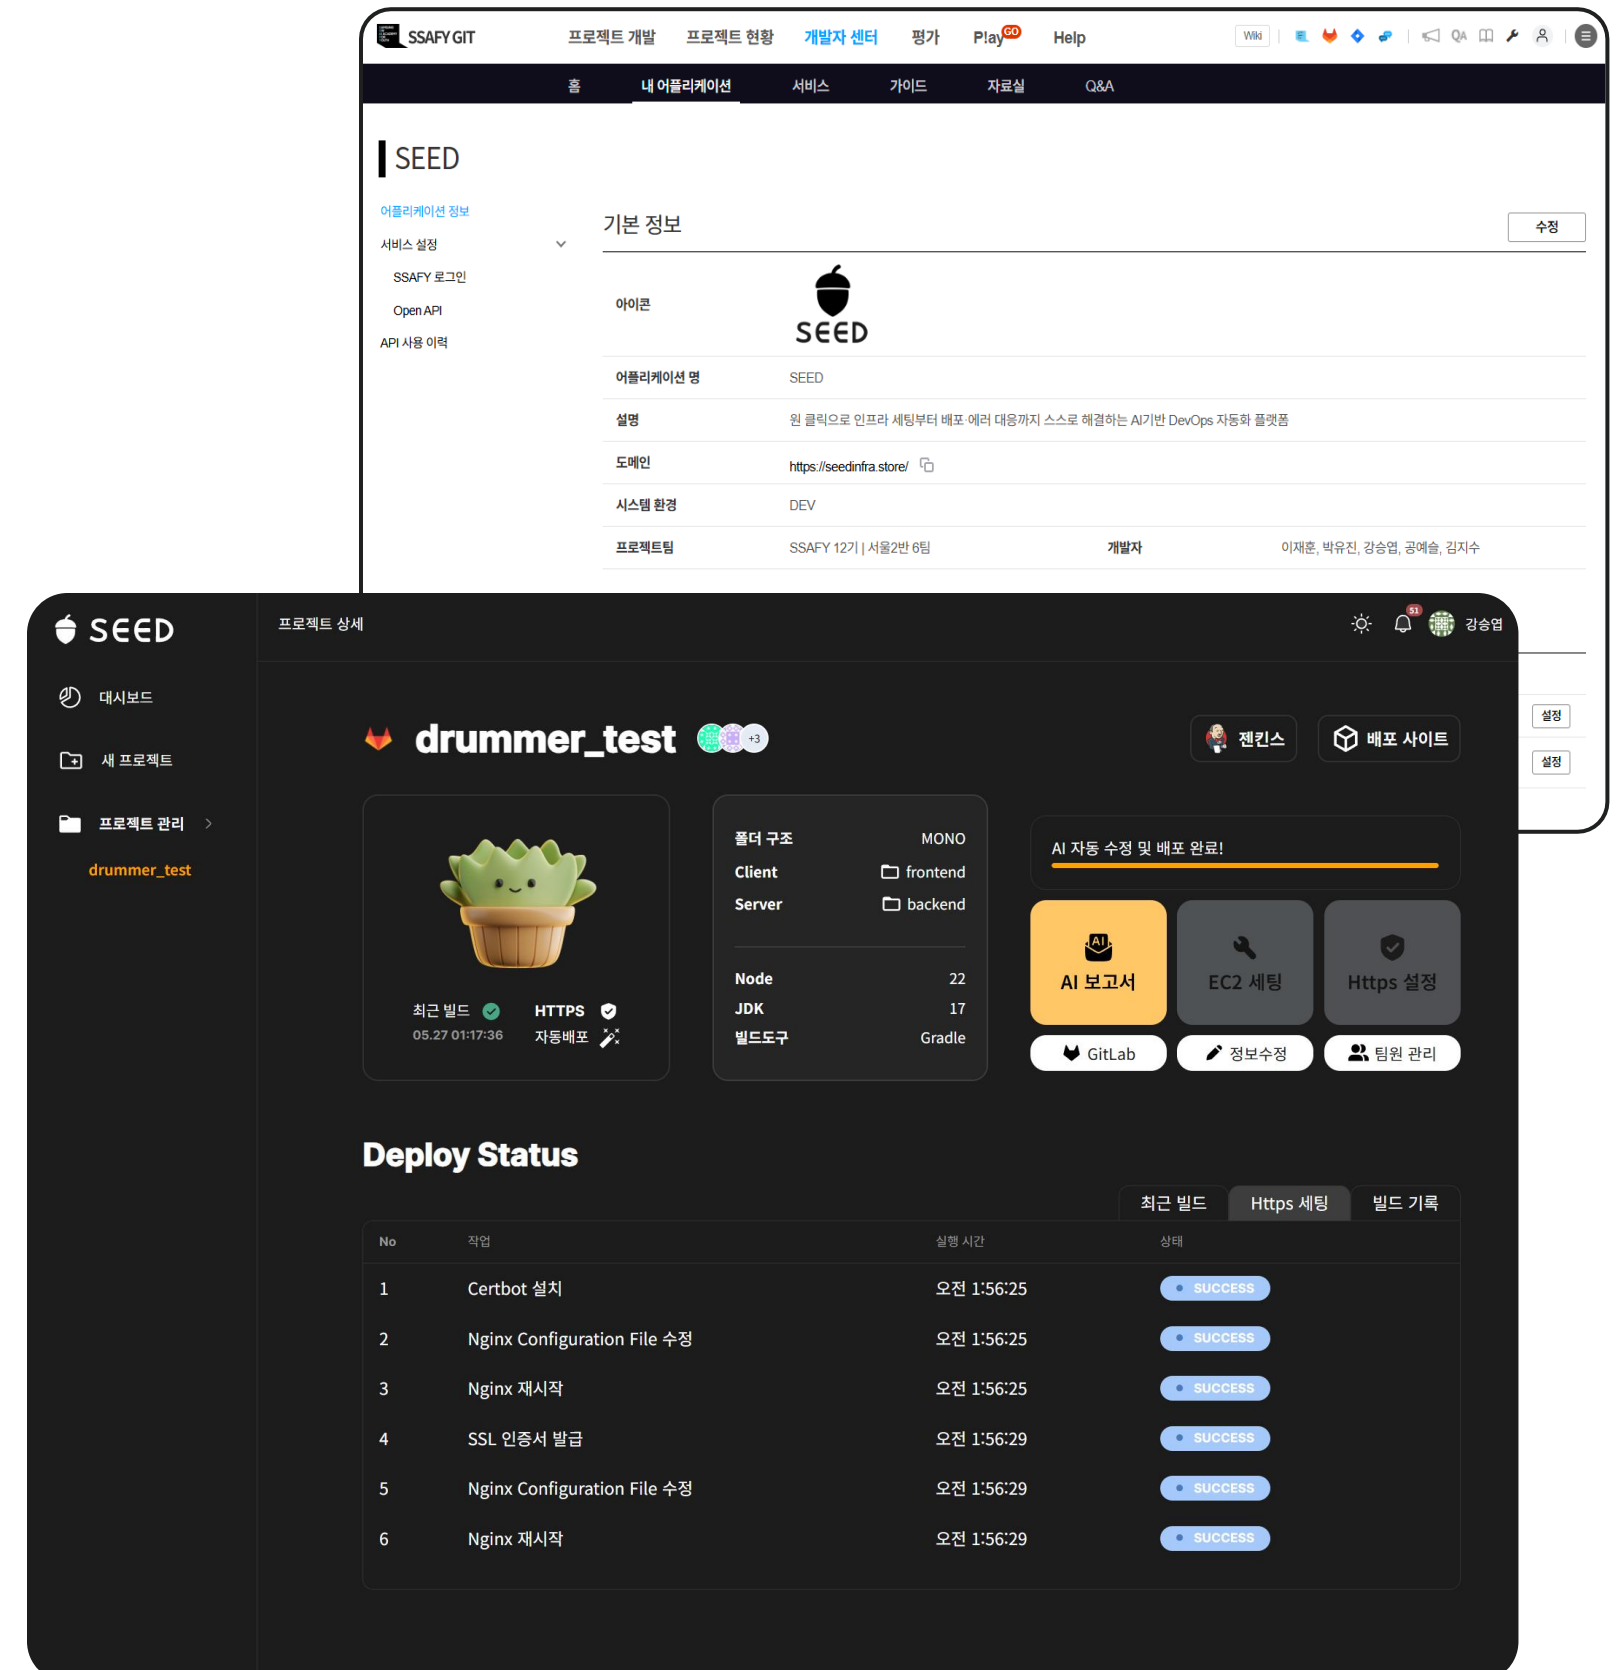 SSAFY GIT
프로젝트 개발 프로젝트 현황 개발자 센터 평가 P!ay GO Help
Wiki QA
홈 내 어플리케이션 서비스 가이드 자료실 Q&A
SEED
어플리케이션 정보
서비스 설정
SSAFY 로그인
Open API
API 사용 이력
기본 정보 수정
아이콘
SEED
어플리케이션 명 SEED
설명 원 클릭으로 인프라 세팅부터 배포·에러 대응까지 스스로 해결하는 AI기반 DevOps 자동화 플랫폼
도메인 https://seedinfra.store/
시스템 환경 DEV
프로젝트팀 SSAFY 12기 | 서울2반 6팀 개발자 이재훈, 박유진, 강승엽, 공예슬, 김지수
설정
설정
SEED
대시보드
새 프로젝트
프로젝트 관리
drummer_test
프로젝트 상세 51 강승엽
drummer_test +3 젠킨스 배포 사이트
최근 빌드 HTTPS
05.27 01:17:36 자동배포
폴더 구조 MONO
Client frontend
Server backend
Node 22
JDK 17
빌드도구 Gradle
AI 자동 수정 및 배포 완료!
AI
AI 보고서 EC2 세팅 Https 설정
GitLab 정보수정 팀원 관리
Deploy Status
최근 빌드 Https 세팅 빌드 기록
No 작업 실행 시간 상태
1 Certbot 설치 오전 1:56:25 SUCCESS
2 Nginx Configuration File 수정 오전 1:56:25 SUCCESS
3 Nginx 재시작 오전 1:56:25 SUCCESS
4 SSL 인증서 발급 오전 1:56:29 SUCCESS
5 Nginx Configuration File 수정 오전 1:56:29 SUCCESS
6 Nginx 재시작 오전 1:56:29 SUCCESS